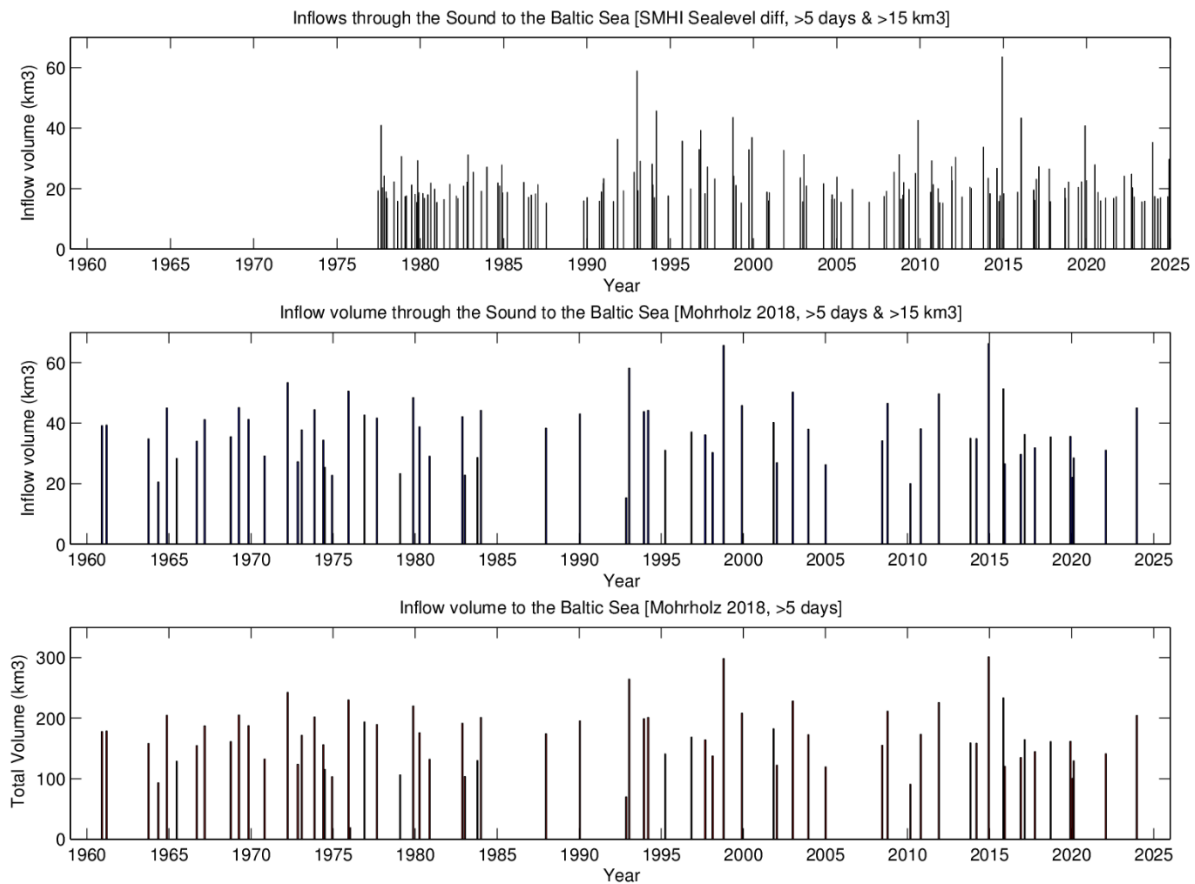 Inflows through the Sound to the Baltic Sea [SMHI Sealevel diff, >5 days & >15 km3]
Inflow volume (km3)
60
40
20
0
1960 1965 1970 1975 1980 1985 1990 1995 2000 2005 2010 2015 2020 2025
Year
Inflow volume through the Sound to the Baltic Sea [Mohrholz 2018, >5 days & >15 km3]
Inflow volume (km3)
60
40
20
0
1960 1965 1970 1975 1980 1985 1990 1995 2000 2005 2010 2015 2020 2025
Year
Inflow volume to the Baltic Sea [Mohrholz 2018, >5 days]
Total Volume (km3)
300
200
100
0
1960 1965 1970 1975 1980 1985 1990 1995 2000 2005 2010 2015 2020 2025
Year